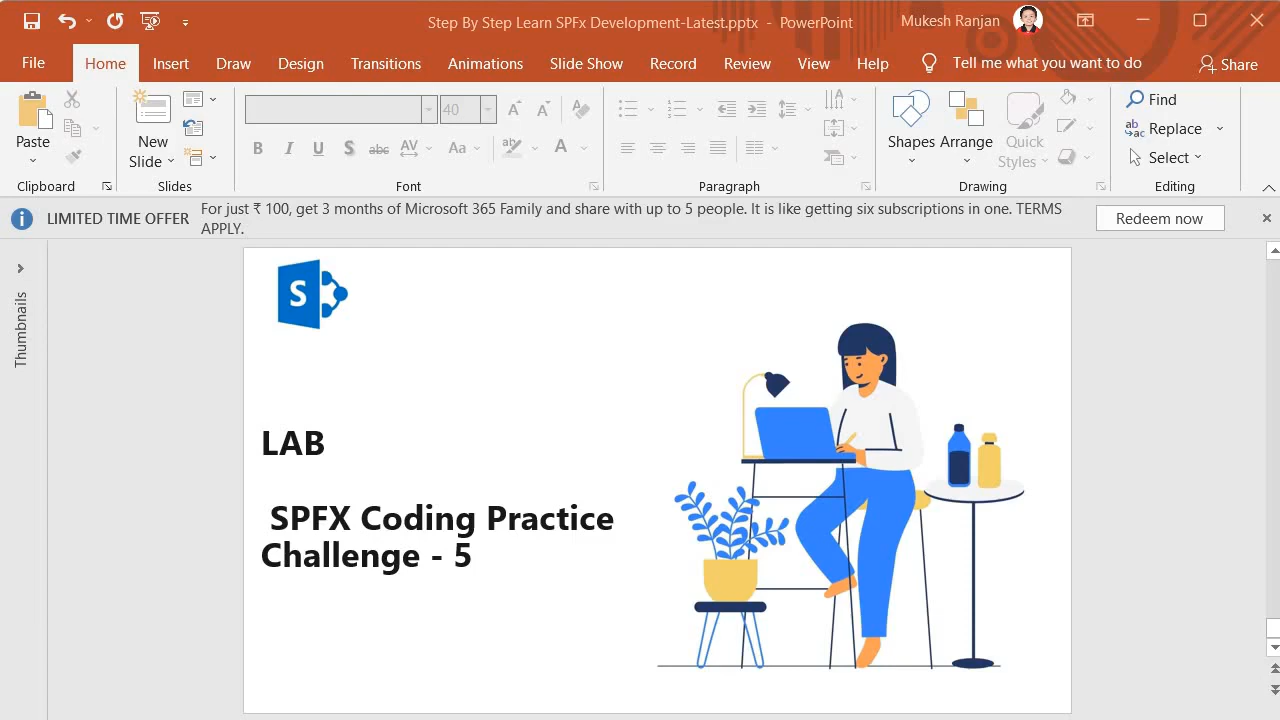 Step By Step Learn SPFx Development-Latest.pptx - PowerPoint
Mukesh Ranjan
File
Home
Insert
Draw
Design
Transitions
Animations
Slide Show
Record
Review
View
Help
Tell me what you want to do
Share
Paste
New
Slide
40
B I U S abc AV Aa A
Shapes
Arrange
Quick
Styles
Find
Replace
Select
Clipboard
Slides
Font
Paragraph
Drawing
Editing
LIMITED TIME OFFER
For just ₹ 100, get 3 months of Microsoft 365 Family and share with up to 5 people. It is like getting six subscriptions in one. TERMS
APPLY.
Redeem now
Thumbnails
S
LAB
SPFX Coding Practice
Challenge - 5